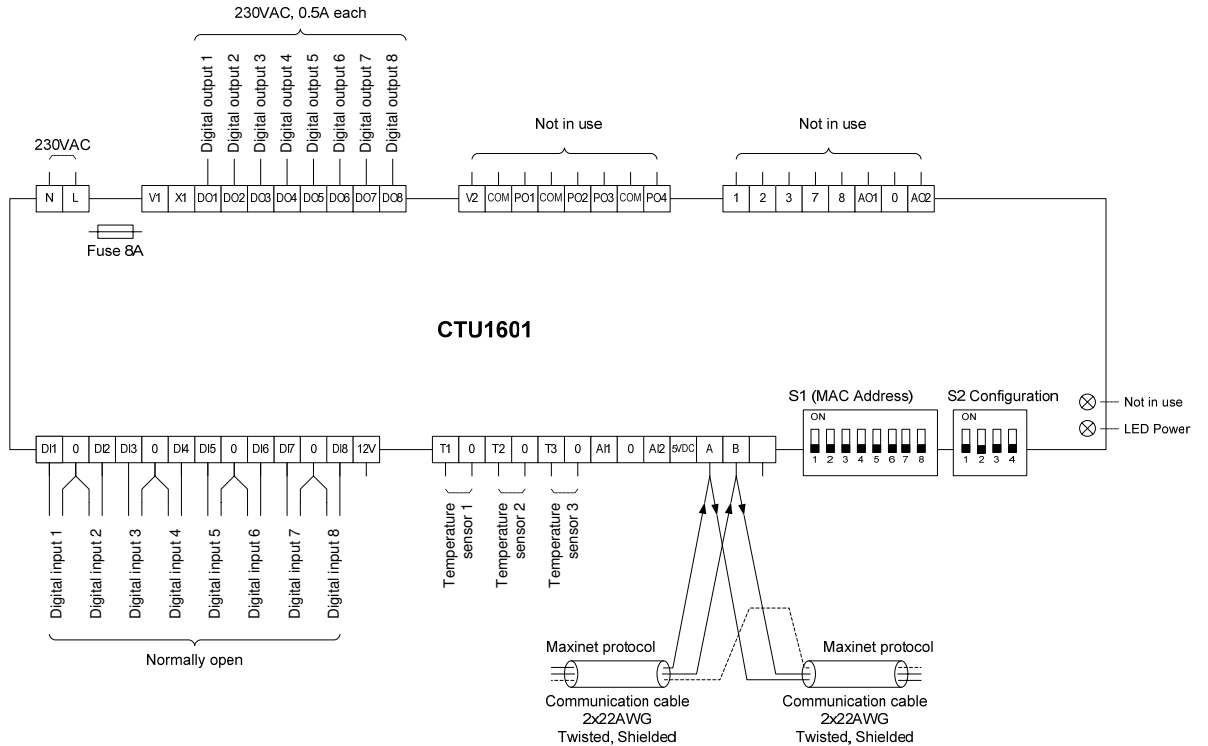 230VAC, 0.5A each
Digital output 1
Digital output 2
Digital output 3
Digital output 4
Digital output 5
Digital output 6
Digital output 7
Digital output 8
Not in use
Not in use
230VAC
N L
V1 X1 DO1 DO2 DO3 DO4 DO5 DO6 DO7 DO8
V2 COM PO1 COM PO2 PO3 COM PO4
1 2 3 7 8 AO1 0 AO2
Fuse 8A
CTU1601
S1 (MAC Address)
S2 Configuration
ON
ON
1 2 3 4 5 6 7 8
1 2 3 4
Not in use
LED Power
DI1 0 DI2 DI3 0 DI4 DI5 0 DI6 DI7 0 DI8 12V
T1 0 T2 0 T3 0 AI1 0 AI2 5VDC A B
Digital input 1
Digital input 2
Digital input 3
Digital input 4
Digital input 5
Digital input 6
Digital input 7
Digital input 8
Temperature
sensor 1
Temperature
sensor 2
Temperature
sensor 3
Normally open
Maxinet protocol
Maxinet protocol
Communication cable
2x22AWG
Twisted, Shielded
Communication cable
2x22AWG
Twisted, Shielded